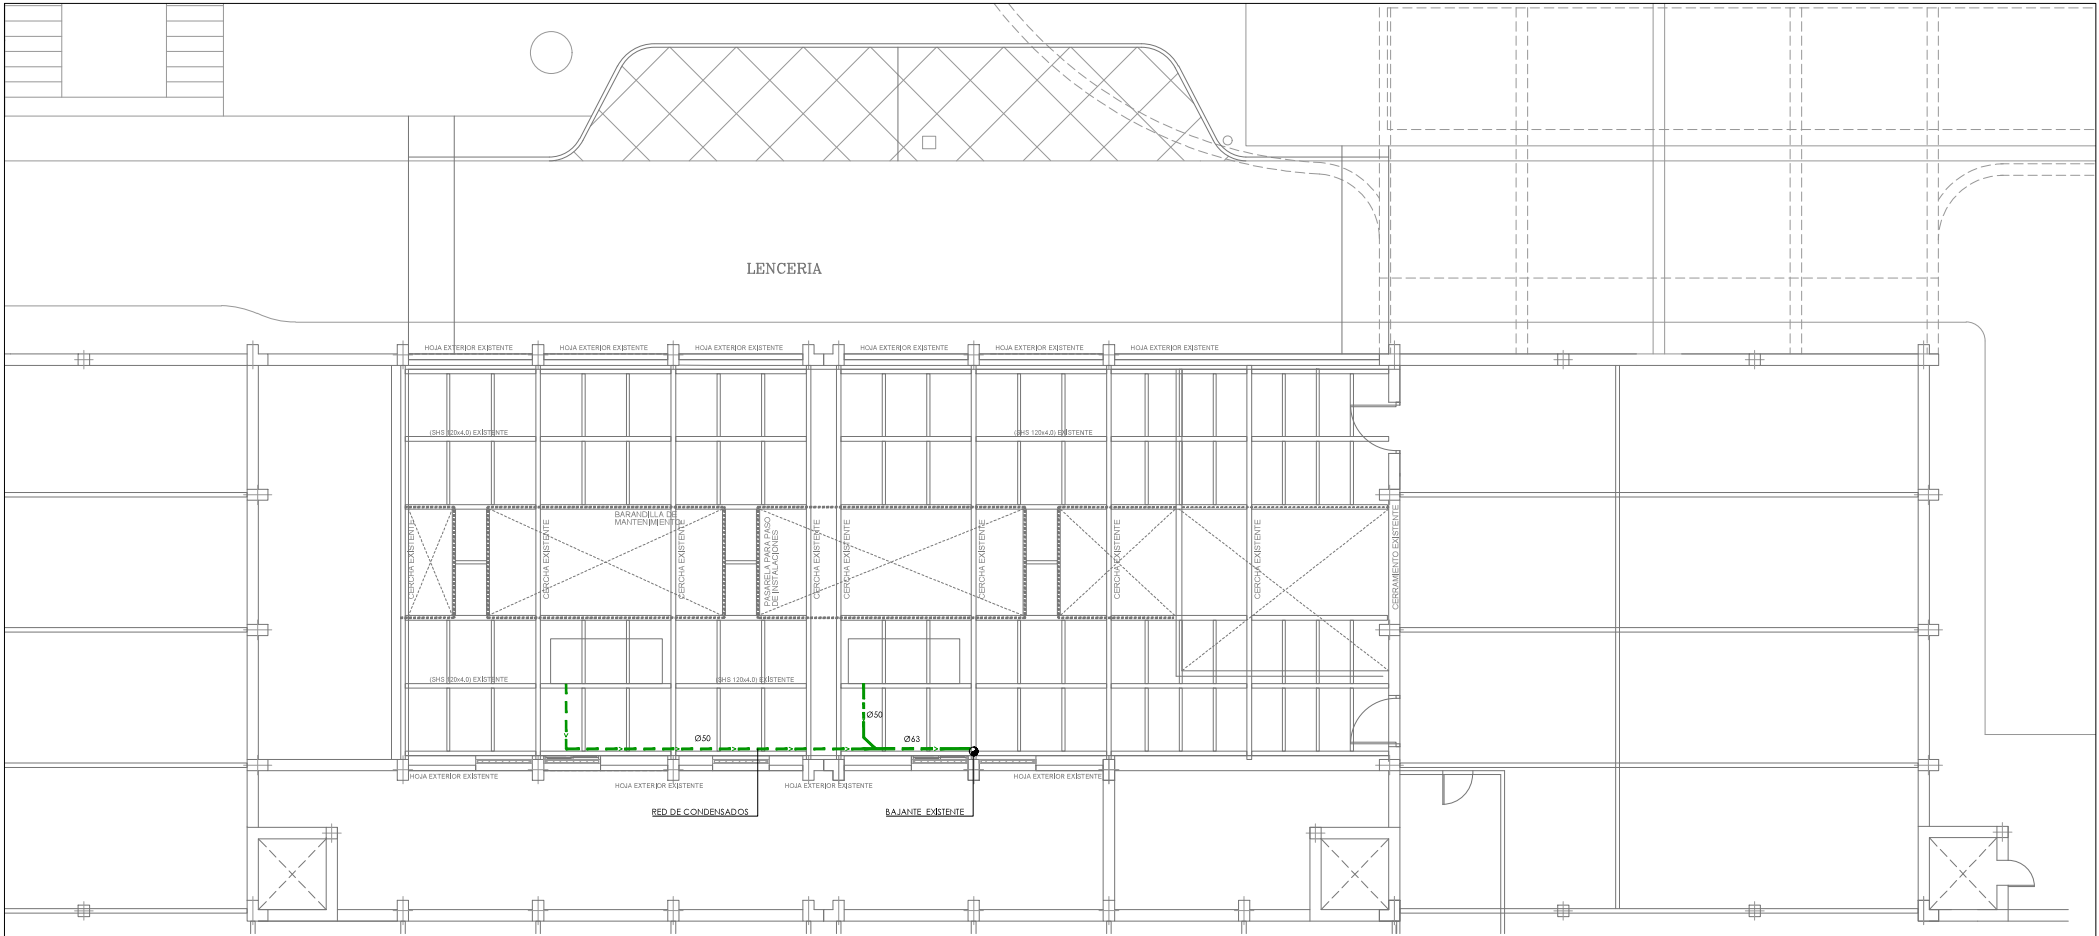 LENCERIA
HOJA EXTERIOR EXISTENTE
HOJA EXTERIOR EXISTENTE
HOJA EXTERIOR EXISTENTE
HOJA EXTERIOR EXISTENTE
HOJA EXTERIOR EXISTENTE
HOJA EXTERIOR EXISTENTE
(SHS 120x4.0) EXISTENTE
(SHS 120x4.0) EXISTENTE
CERCHA EXISTENTE
CERCHA EXISTENTE
BARANDILLA DE
MANTENIMIENTO
CERCHA EXISTENTE
PASARELA PARA PASO
DE INSTALACIONES
CERCHA EXISTENTE
CERCHA EXISTENTE
CERCHA EXISTENTE
CERCHA EXISTENTE
CERCHA EXISTENTE
CERRAMIENTO EXISTENTE
(SHS 120x4.0) EXISTENTE
(SHS 120x4.0) EXISTENTE
Ø50
Ø50
Ø63
HOJA EXTERIOR EXISTENTE
HOJA EXTERIOR EXISTENTE
HOJA EXTERIOR EXISTENTE
HOJA EXTERIOR EXISTENTE
RED DE CONDENSADOS
BAJANTE EXISTENTE